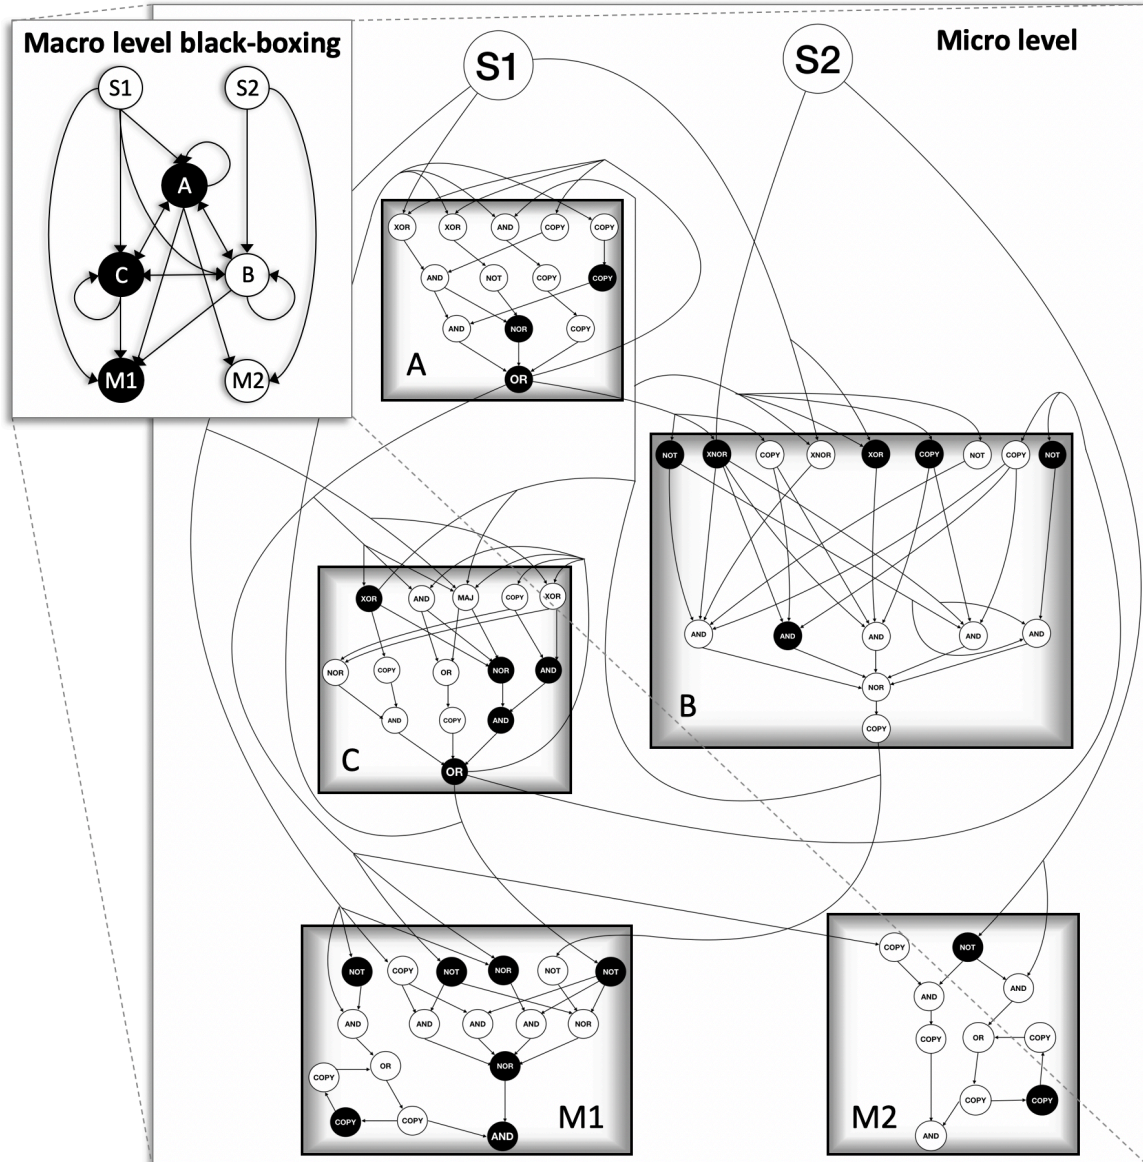 Macro level black-boxing
S1 S2
A
C B
M1 M2
Micro level
S1 S2
XOR XOR AND COPY COPY
AND NOT COPY COPY
AND NOR COPY
A OR
NOT XNOR COPY XNOR XOR COPY NOT COPY NOT
AND AND AND AND AND
NOR
B COPY
XOR AND MAJ COPY XOR
NOR COPY OR NOR AND
AND COPY AND
C OR
NOT COPY NOT NOR NOT NOT
AND AND AND AND NOR
COPY OR NOR
COPY COPY AND M1
COPY NOT
AND AND
COPY OR COPY
COPY COPY
M2 AND